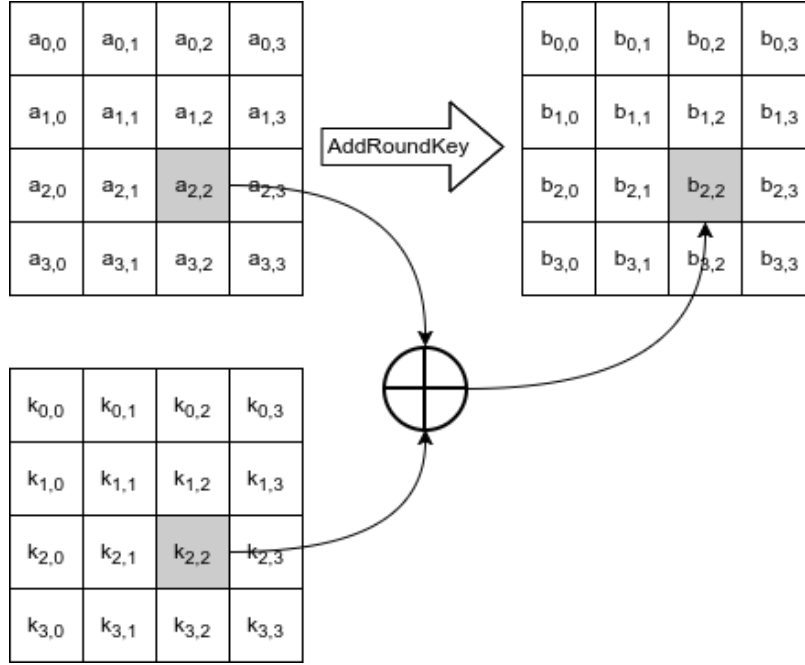 a0,0 a0,1 a0,2 a0,3
a1,0 a1,1 a1,2 a1,3
a2,0 a2,1 a2,2 a2,3
a3,0 a3,1 a3,2 a3,3
AddRoundKey
b0,0 b0,1 b0,2 b0,3
b1,0 b1,1 b1,2 b1,3
b2,0 b2,1 b2,2 b2,3
b3,0 b3,1 b3,2 b3,3
k0,0 k0,1 k0,2 k0,3
k1,0 k1,1 k1,2 k1,3
k2,0 k2,1 k2,2 k2,3
k3,0 k3,1 k3,2 k3,3